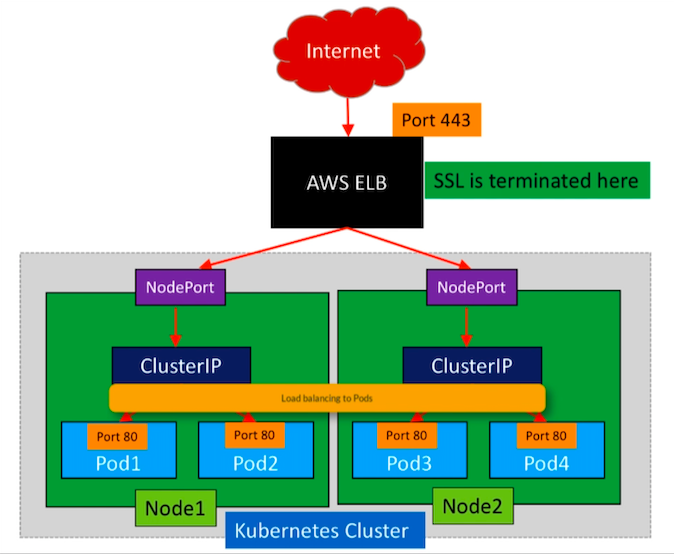 Internet
Port 443
AWS ELB
SSL is terminated here
NodePort
NodePort
ClusterIP
ClusterIP
Load balancing to Pods
Port 80
Port 80
Port 80
Port 80
Pod1
Pod2
Pod3
Pod4
Node1
Node2
Kubernetes Cluster